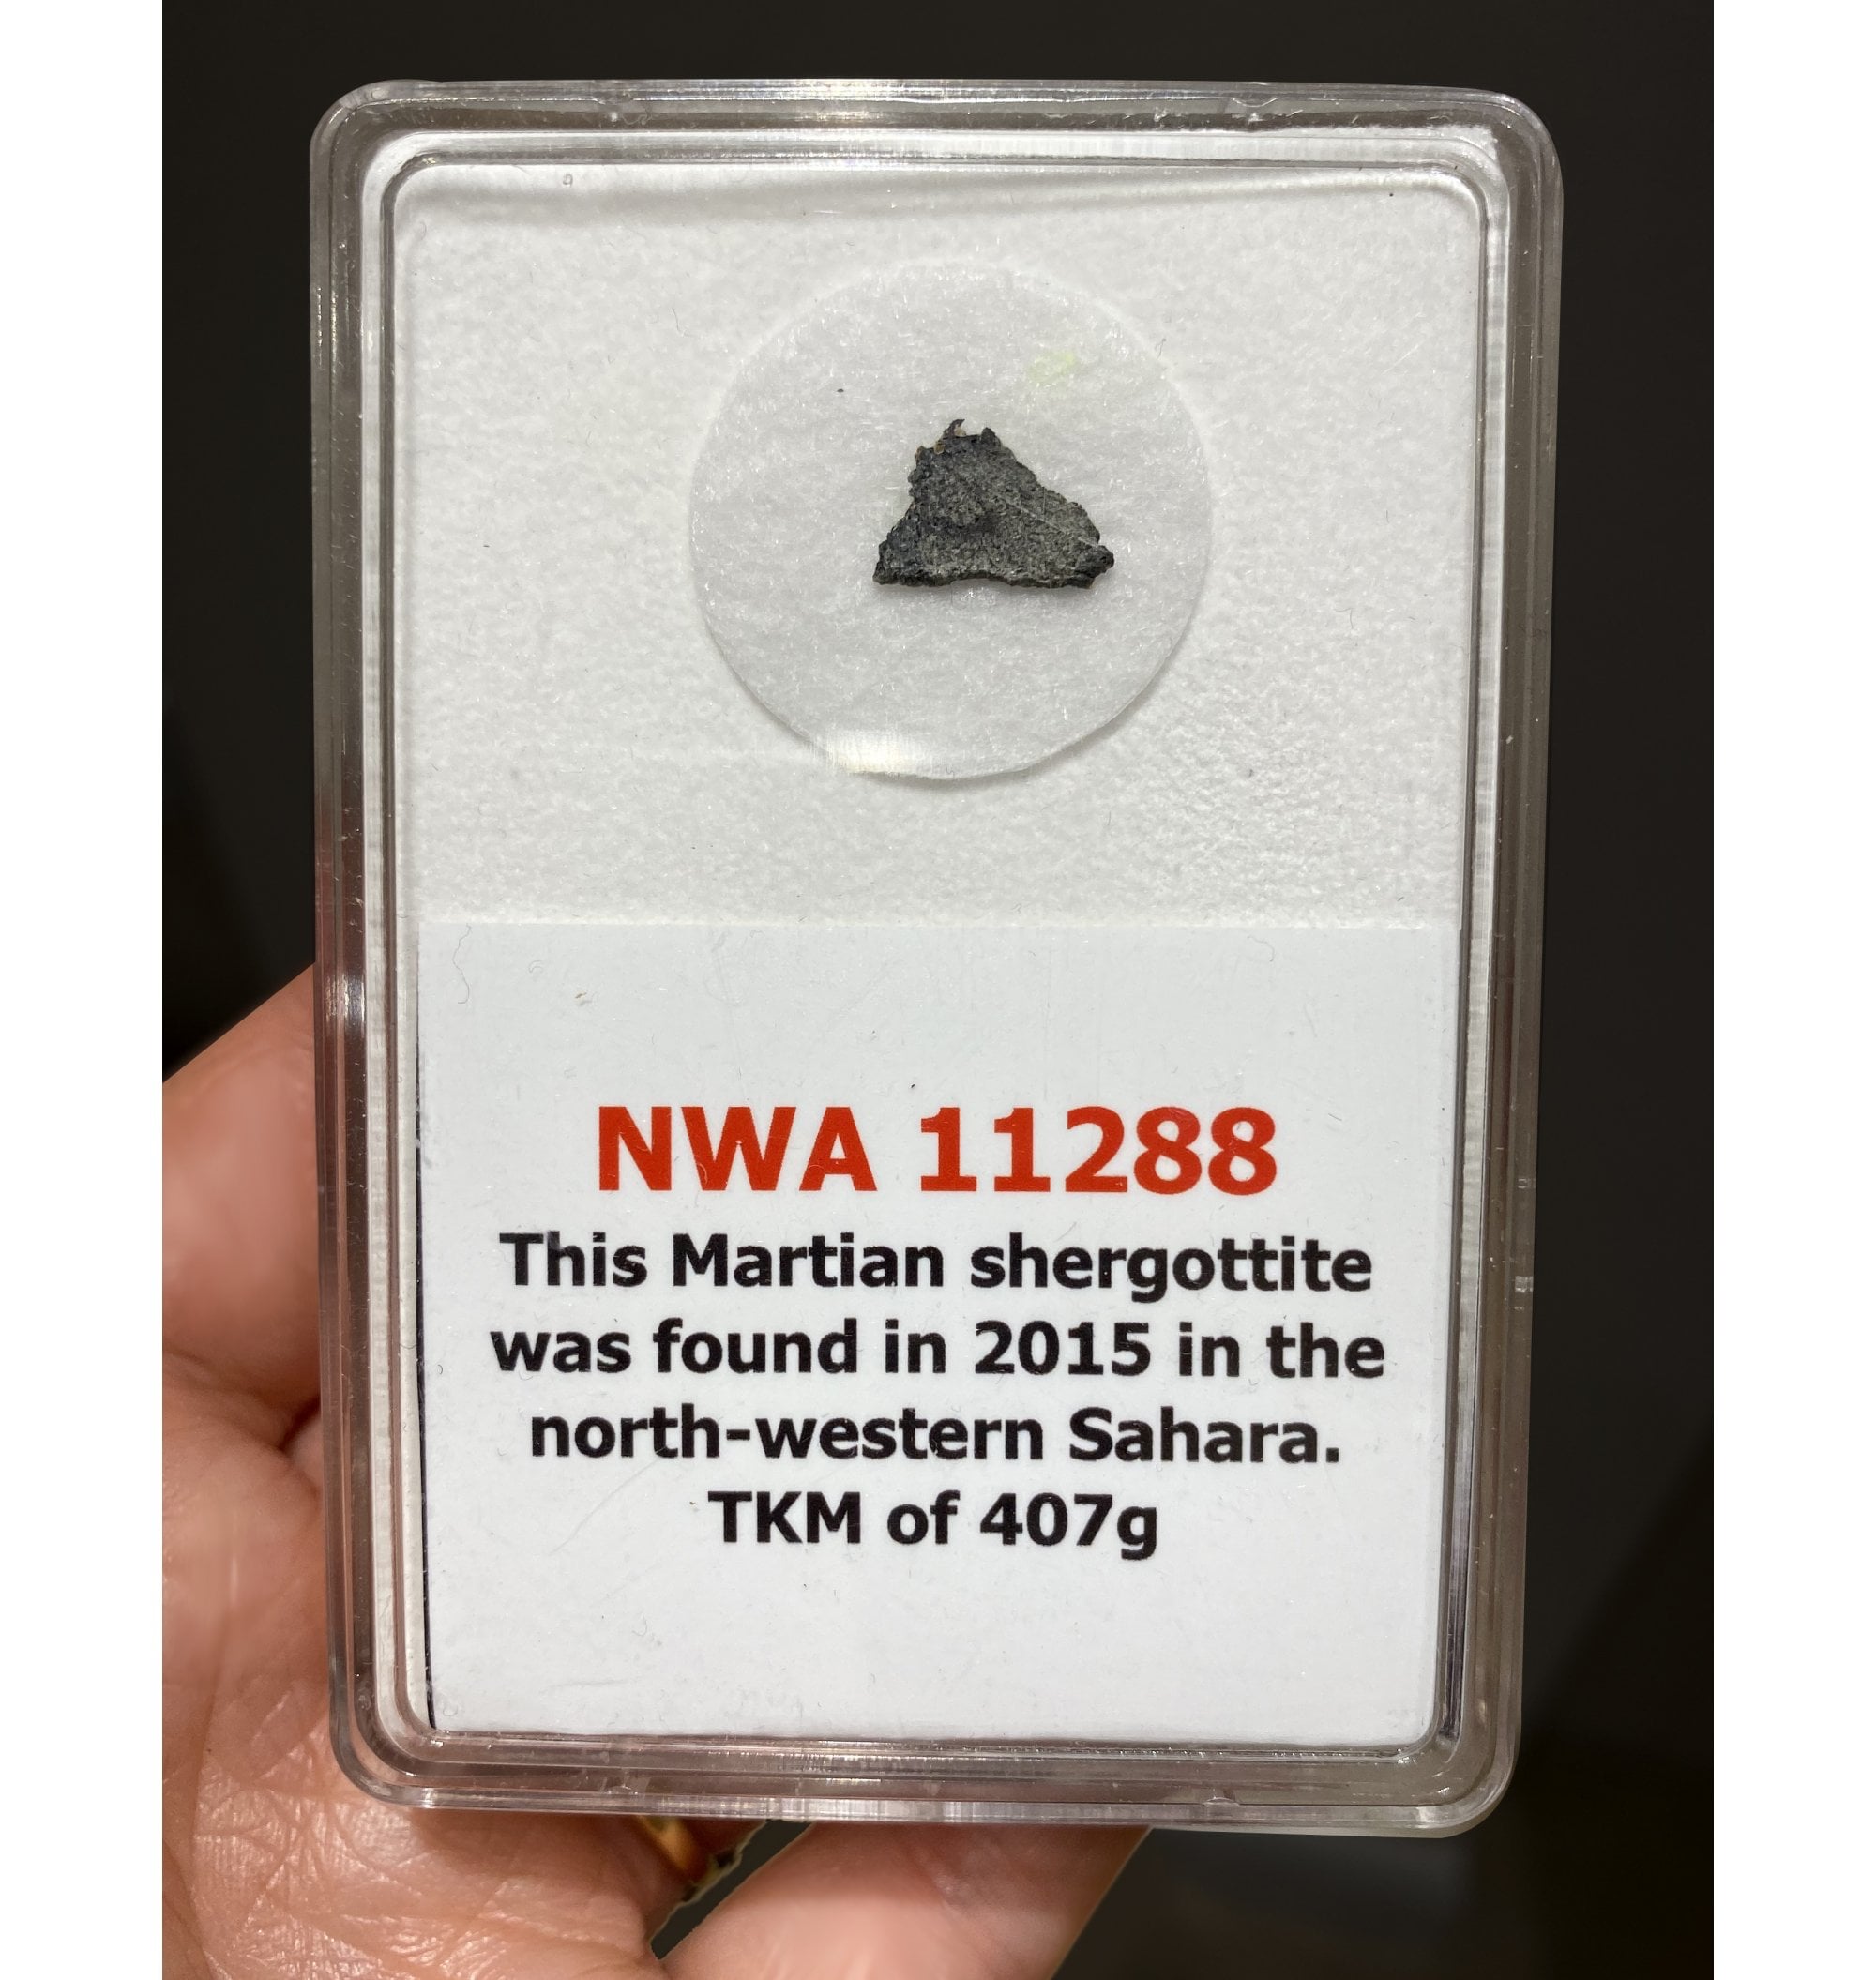 NWA 11288
This Martian shergottite
was found in 2015 in the
north-western Sahara.
TKM of 407g